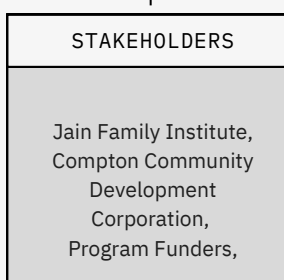 STAKEHOLDERS
Jain Family Institute,
Compton Community
Development
Corporation,
Program Funders,